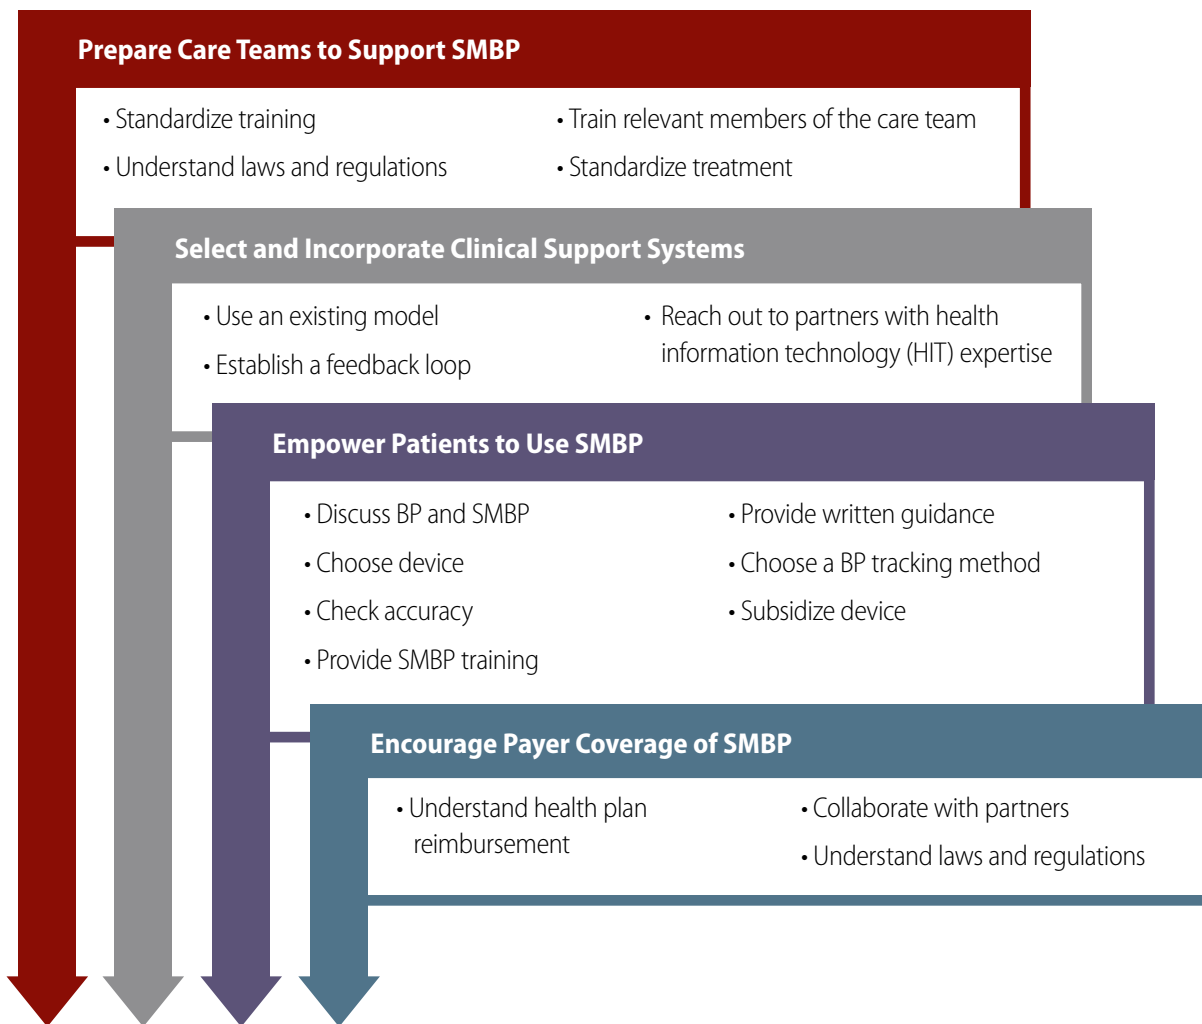 Prepare Care Teams to Support SMBP
• Standardize training
• Understand laws and regulations
• Train relevant members of the care team
• Standardize treatment
Select and Incorporate Clinical Support Systems
• Use an existing model
• Establish a feedback loop
• Reach out to partners with health
information technology (HIT) expertise
Empower Patients to Use SMBP
• Discuss BP and SMBP
• Choose device
• Check accuracy
• Provide SMBP training
• Provide written guidance
• Choose a BP tracking method
• Subsidize device
Encourage Payer Coverage of SMBP
• Understand health plan
reimbursement
• Collaborate with partners
• Understand laws and regulations